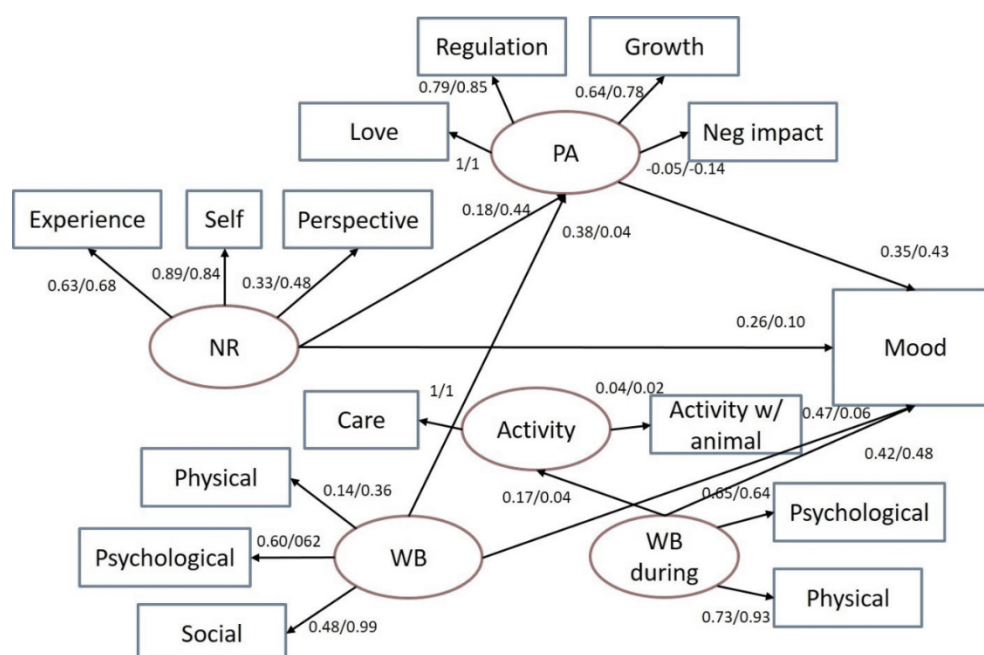 Regulation
Growth
0.79/0.85
0.64/0.78
Love
PA
Neg impact
1/1
-0.05/-0.14
Experience
Self
Perspective
0.18/0.44
0.38/0.04
0.63/0.68
0.89/0.84
0.33/0.48
0.35/0.43
NR
0.26/0.10
Mood
1/1
0.04/0.02
Care
Activity
Activity w/
animal
0.47/0.06
0.42/0.48
Physical
0.14/0.36
0.17/0.04
0.65/0.64
Psychological
0.60/062
WB
WB
during
Psychological
Social
0.48/0.99
0.73/0.93
Physical